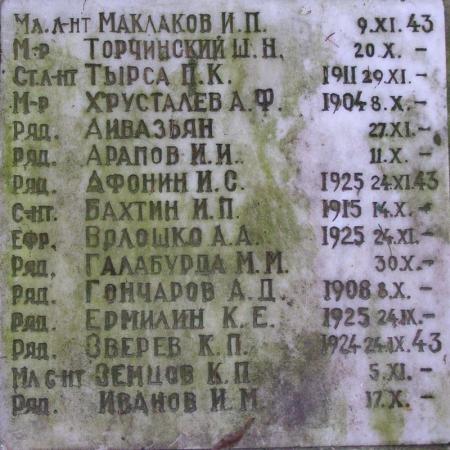 Мл. л-нт Маклаков И.П. 9.XI.43
М-р Торчинский Ш.Н. 20.X.–
Ст.л-нт Тырса П.К. 1911 29.XI.–
М-р Хрусталев А.Ф. 1904 8.X.–
Ряд. Айвазьян 27.XI.–
Ряд. Арапов И.И. 11.X.–
Ряд. Афонин И.С. 1925 24.XI.43
С-нт. Бахтин И.П. 1915 14.X.–
Ефр. Врлошко А.А. 1925 24.XI.–
Ряд. Галабурда М.М. 30.X.–
Ряд. Гончаров А.Д. 1908 8.X.–
Ряд. Ермилин К.Е. 1925 24.IX.–
Ряд. Зверев К.П. 1924 24.IX.43
Мл с-нт Земцов К.П. 5.XI.–
Ряд. Иванов И.М. 17.X.–